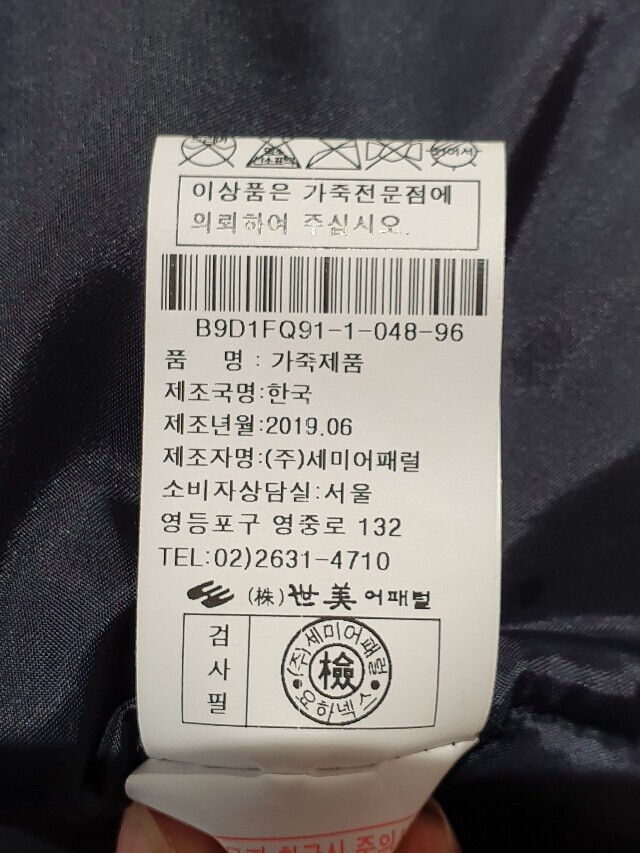 이상품은 가죽전문점에
의뢰하여 주십시오.
B9D1FQ91-1-048-96
품 명 : 가죽제품
제조국명:한국
제조년월:2019.06
제조자명:(주)세미어패럴
소비자상담실:서울
영등포구 영중로 132
TEL:02)2631-4710
(株)世美 어패럴
검
사
필
(주)세미어패럴
檢
요하넥스